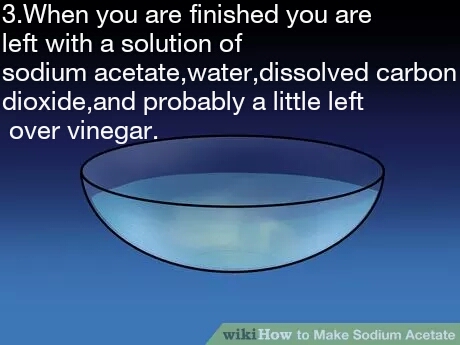 3.When you are finished you are
left with a solution of
sodium acetate,water,dissolved carbon
dioxide,and probably a little left
over vinegar.
wikiHow to Make Sodium Acetate